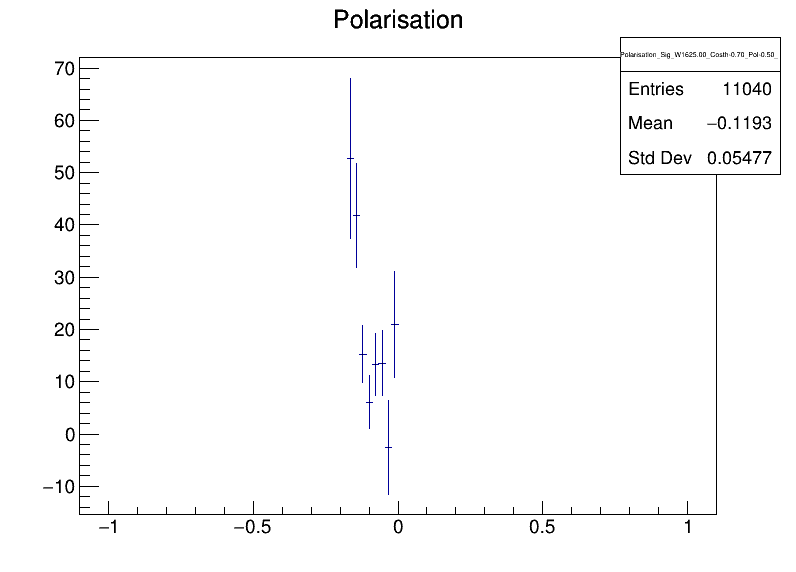 Polarisation
Polarisation_Sig_W1625.00_Costh-0.70_Pol-0.50_
Entries 11040
Mean −0.1193
Std Dev 0.05477
70
60
50
40
30
20
10
0
−10
−1 −0.5 0 0.5 1